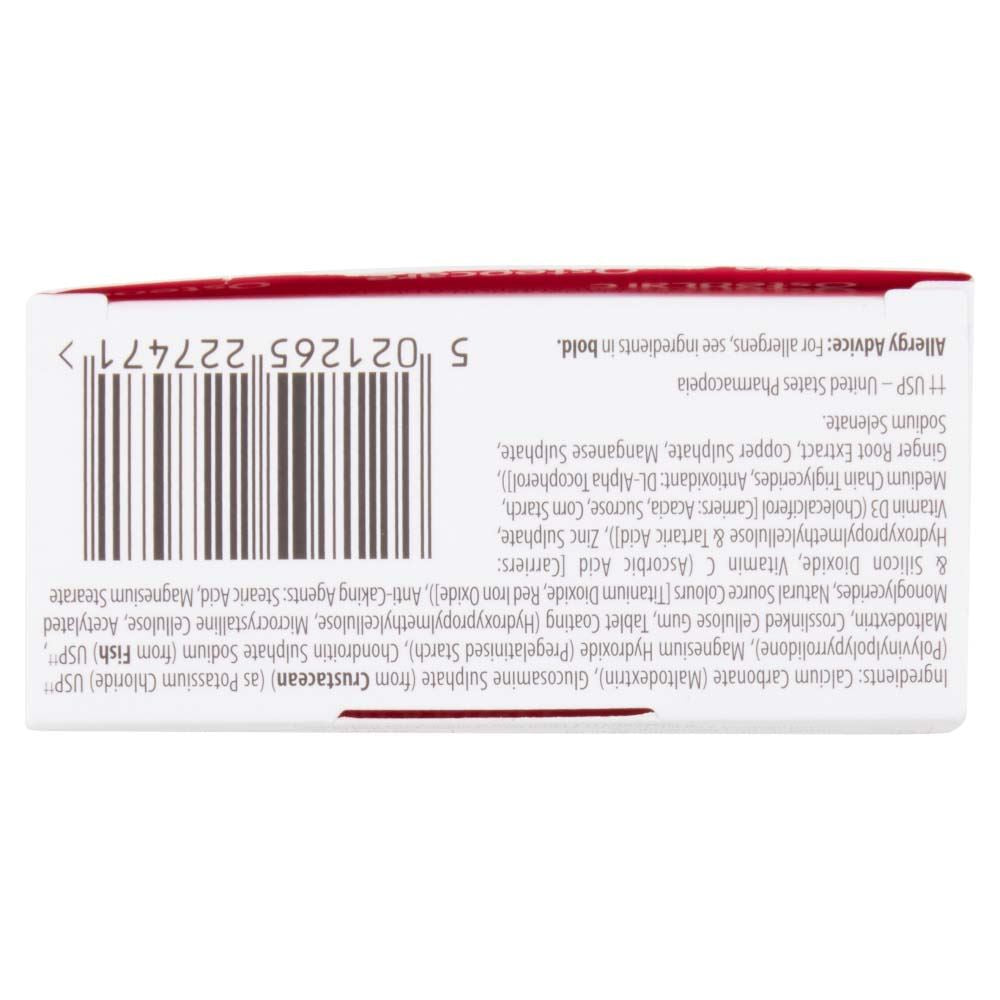 Ingredients: Calcium Carbonate (Maltodextrin), Glucosamine Sulphate (from Crustacean) (as Potassium Chloride) USP††
(Polyvinylpolypyrrolidone), Magnesium Hydroxide (Pregelatinised Starch)), Chondroitin Sulphate Sodium (from Fish) USP††,
Maltodextrin, Crosslinked Cellulose Gum, Tablet Coating (Hydroxypropylmethylcellulose, Microcrystalline Cellulose, Acetylated
Monoglycerides, Natural Source Colours [Titanium Dioxide, Red Iron Oxide]), Anti-Caking Agents: Stearic Acid, Magnesium Stearate
& Silicon Dioxide, Vitamin C (Ascorbic Acid [Carriers:
Hydroxypropylmethylcellulose & Tartaric Acid]), Zinc Sulphate,
Vitamin D3 (Cholecalciferol [Carriers: Acacia, Sucrose, Corn Starch,
Medium Chain Triglycerides, Antioxidant: DL-Alpha Tocopherol]),
Ginger Root Extract, Copper Sulphate, Manganese Sulphate,
Sodium Selenate.
†† USP – United States Pharmacopeia
Allergy Advice: For allergens, see ingredients in bold.
5 021265 227471 >
Osteocare